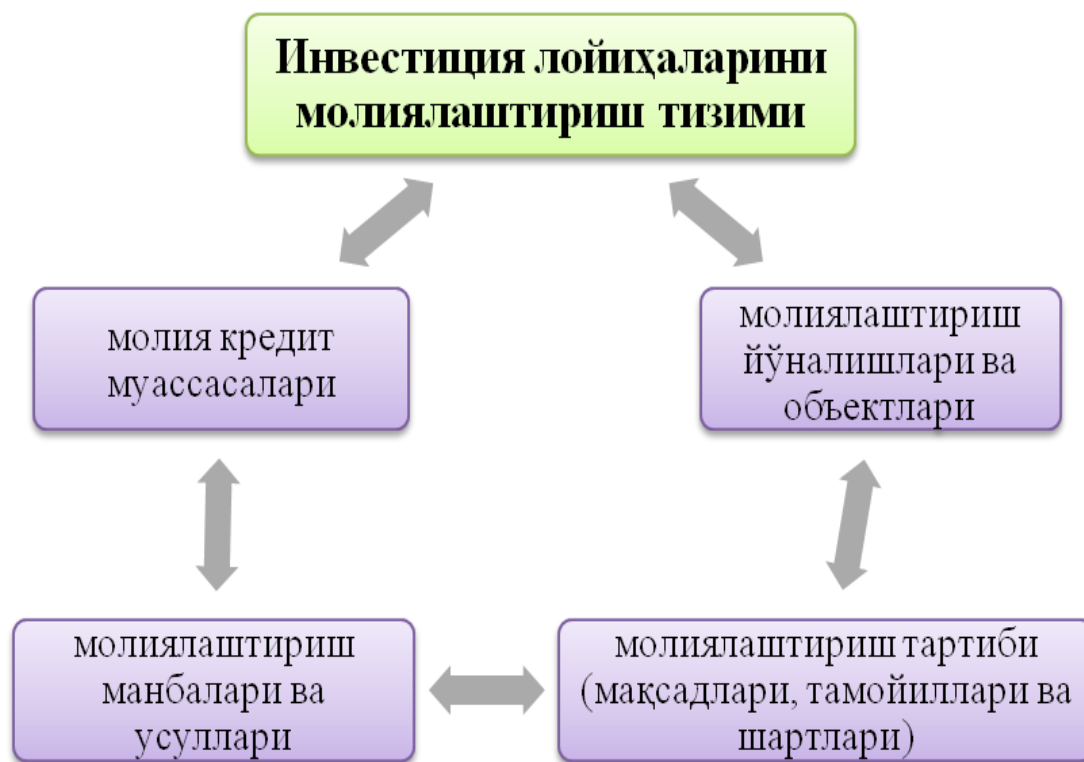 Инвестиция лойиҳаларини
молиялаштириш тизими
молия кредит
муассасалари
молиялаштириш
йўналишлари ва
объектлари
молиялаштириш
манбалари ва
усуллари
молиялаштириш тартиби
(мақсадлари, тамойиллари ва
шартлари)